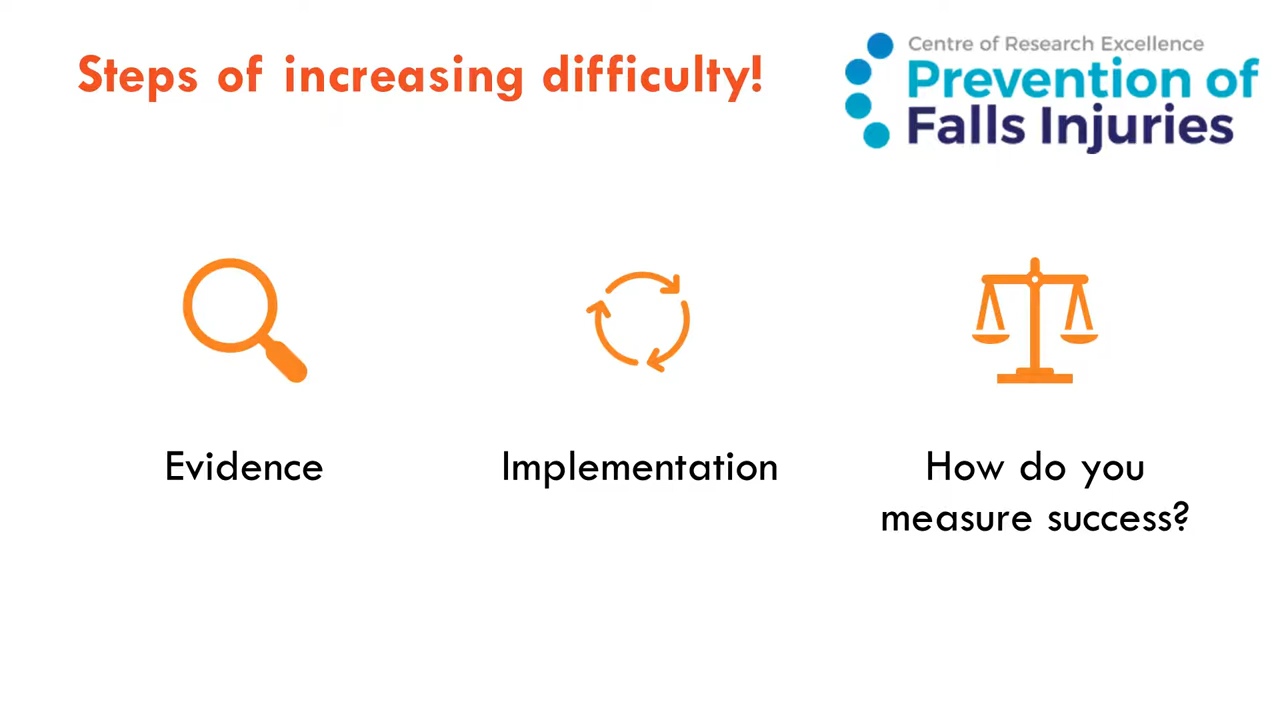 Steps of increasing difficulty!
Centre of Research Excellence
Prevention of
Falls Injuries
Evidence
Implementation
How do you
measure success?